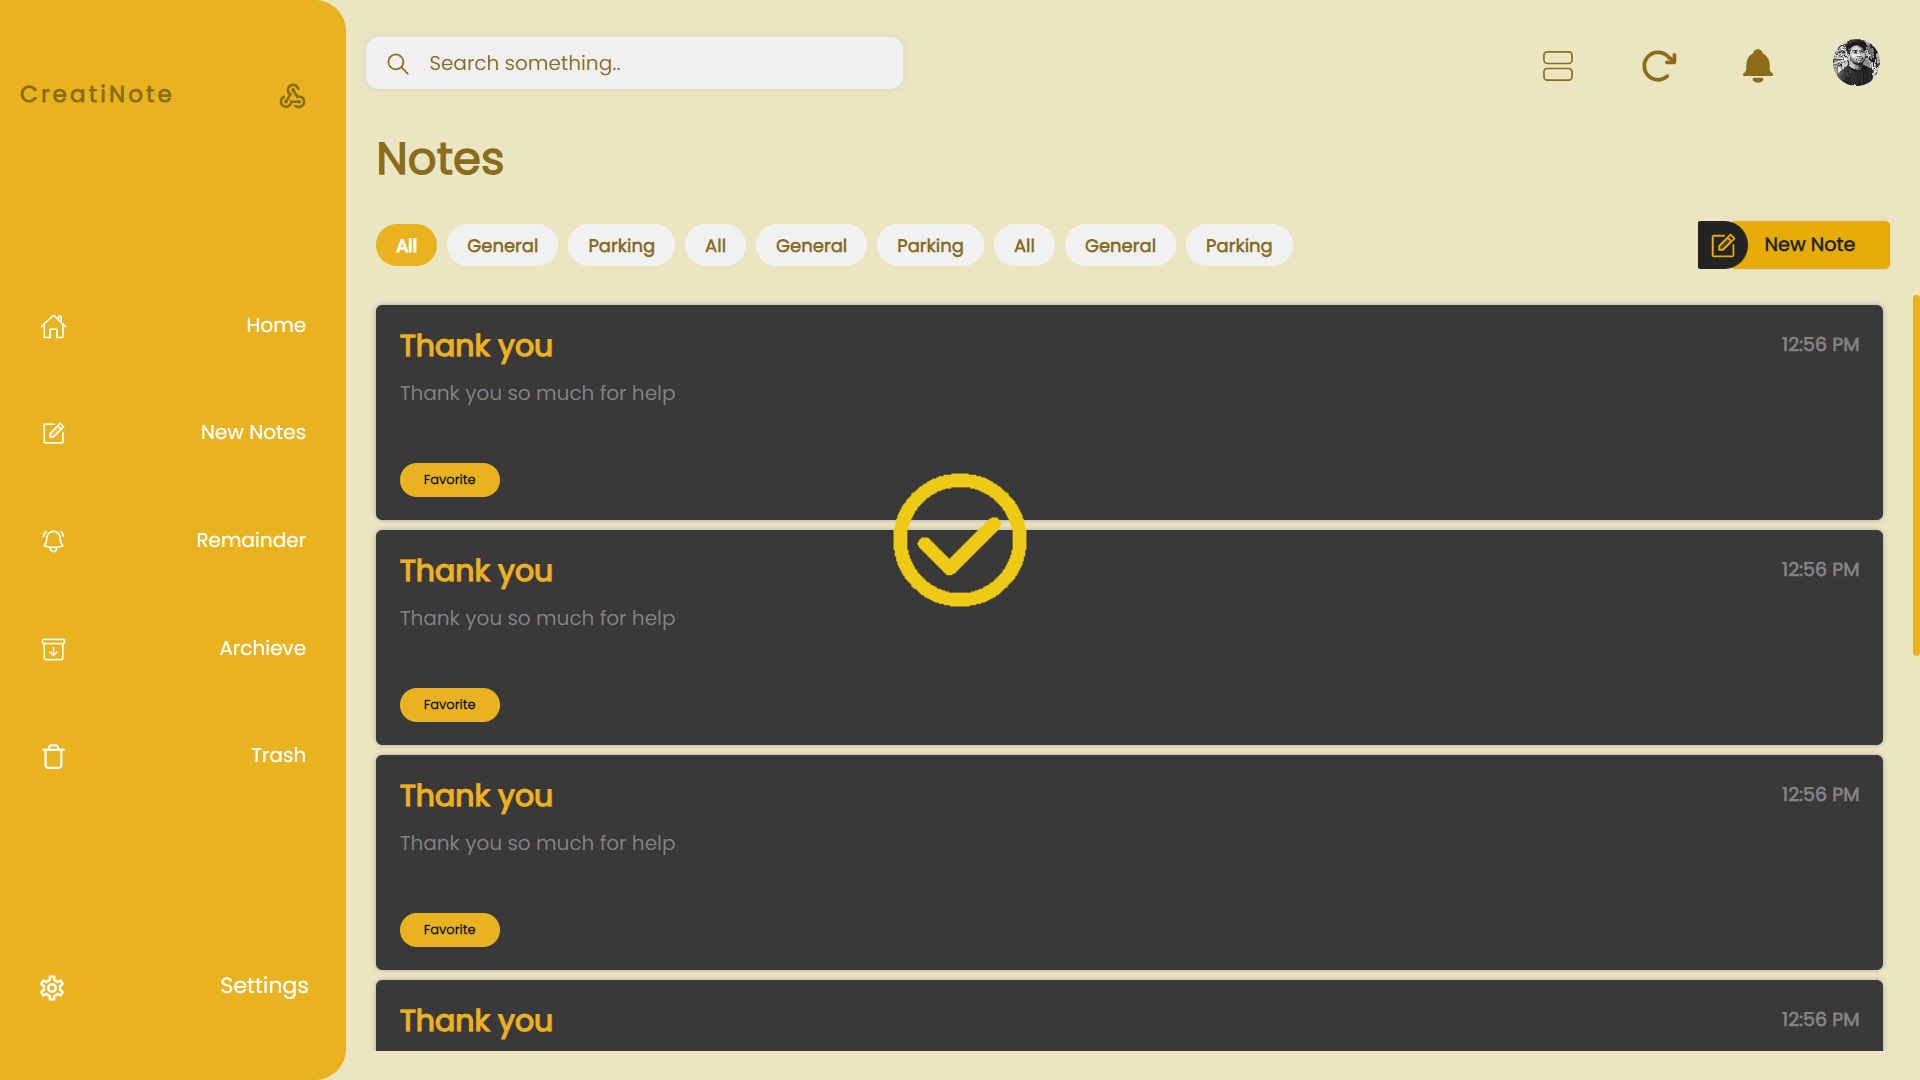 CreatiNote
Home
New Notes
Remainder
Archieve
Trash
Settings
Search something..
Notes
All General Parking All General Parking All General Parking
New Note
Thank you
12:56 PM
Thank you so much for help
Favorite
Thank you
12:56 PM
Thank you so much for help
Favorite
Thank you
12:56 PM
Thank you so much for help
Favorite
Thank you
12:56 PM